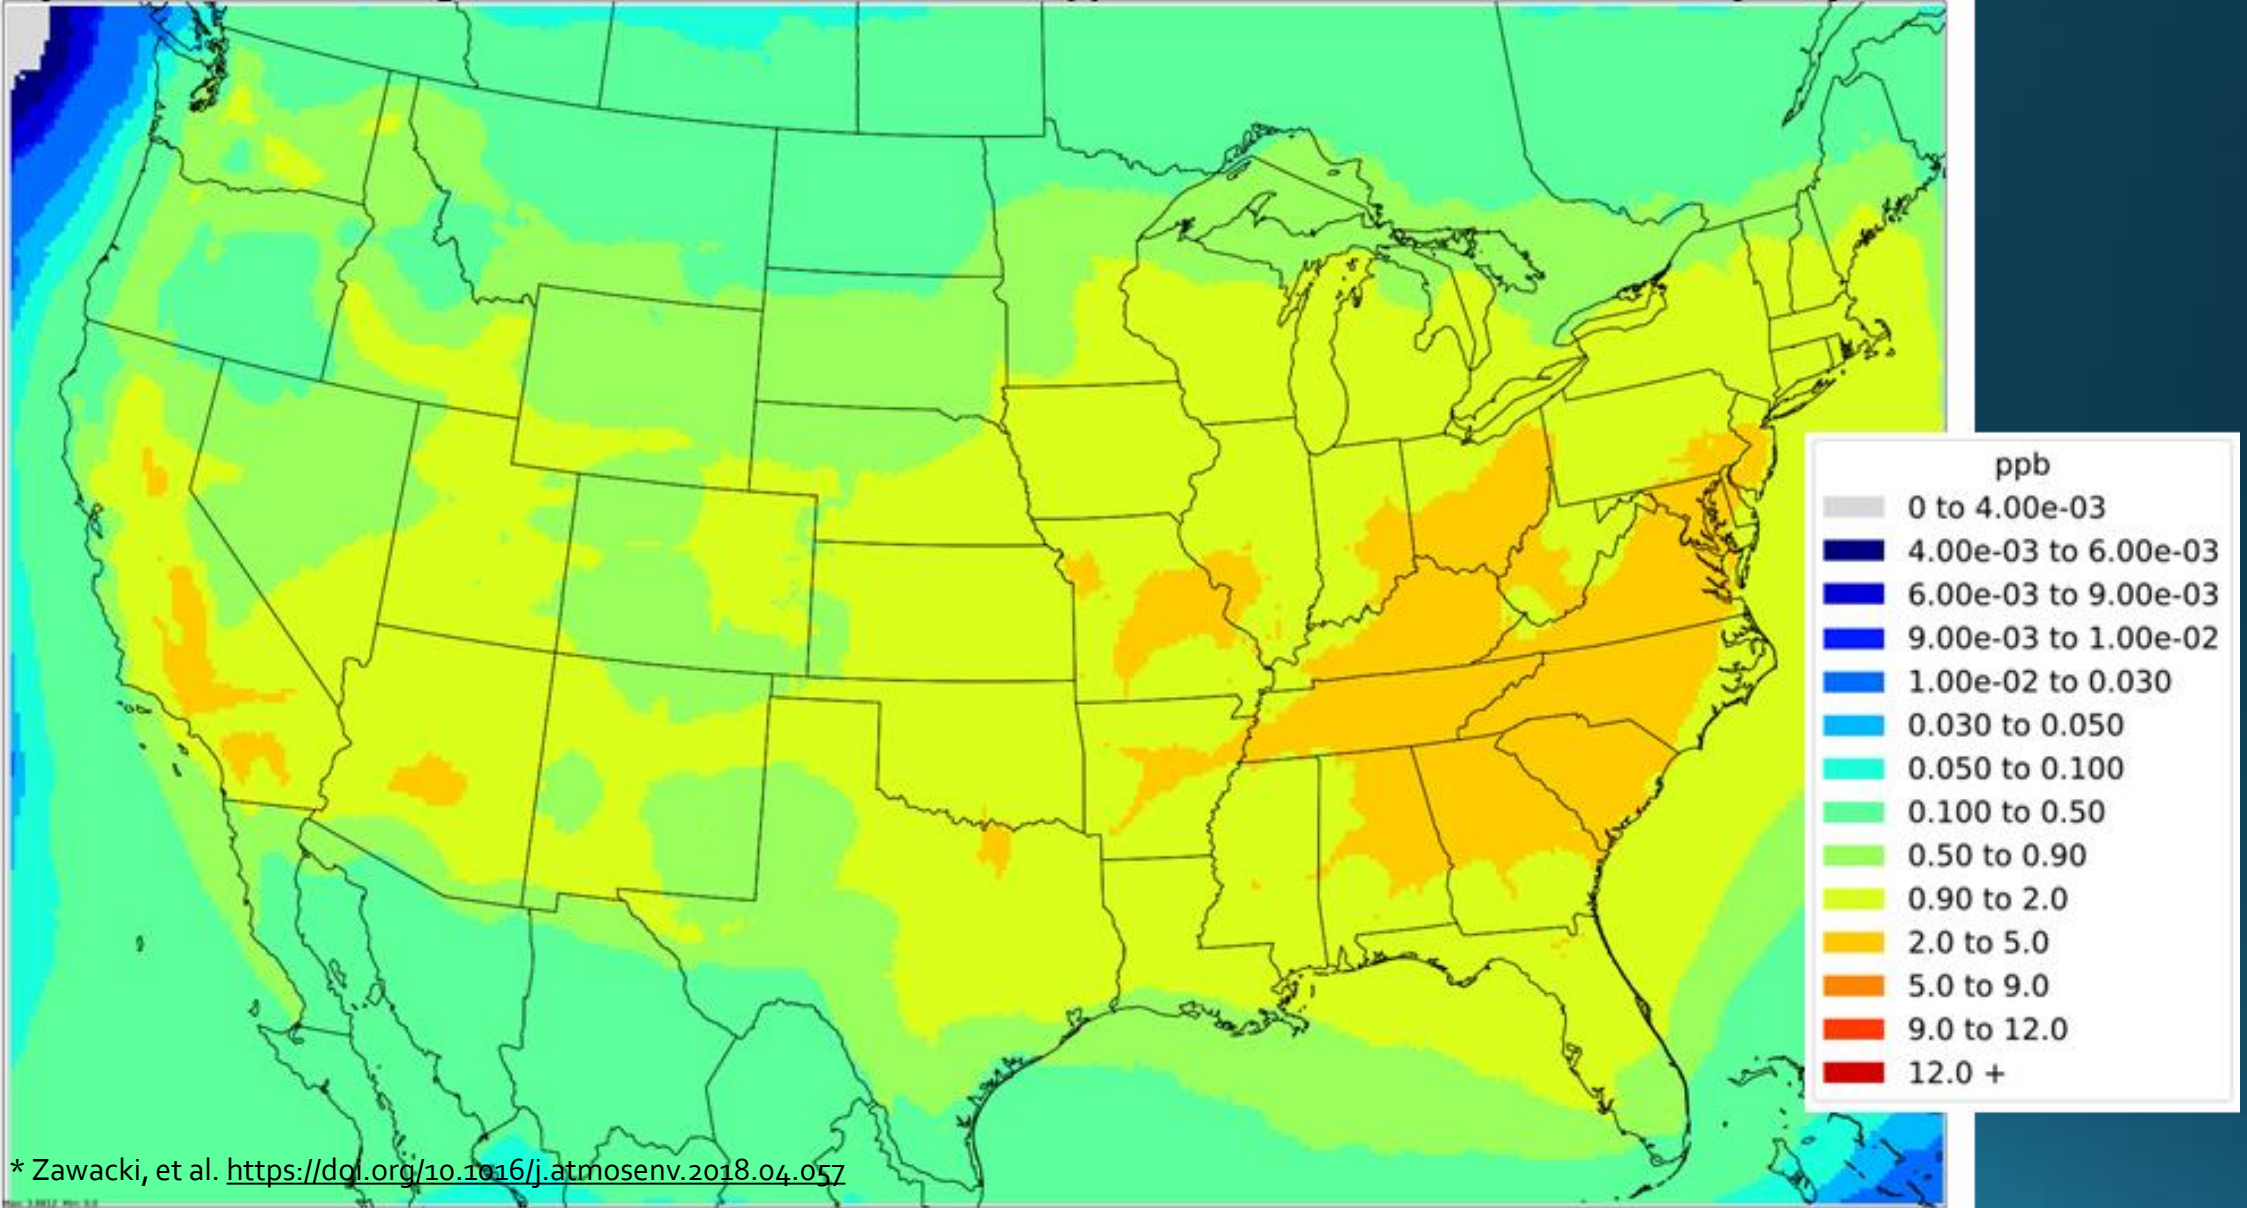 ppb
0 to 4.00e-03
4.00e-03 to 6.00e-03
6.00e-03 to 9.00e-03
9.00e-03 to 1.00e-02
1.00e-02 to 0.030
0.030 to 0.050
0.050 to 0.100
0.100 to 0.50
0.50 to 0.90
0.90 to 2.0
2.0 to 5.0
5.0 to 9.0
9.0 to 12.0
12.0 +
* Zawacki, et al. https://doi.org/10.1016/j.atmosenv.2018.04.057